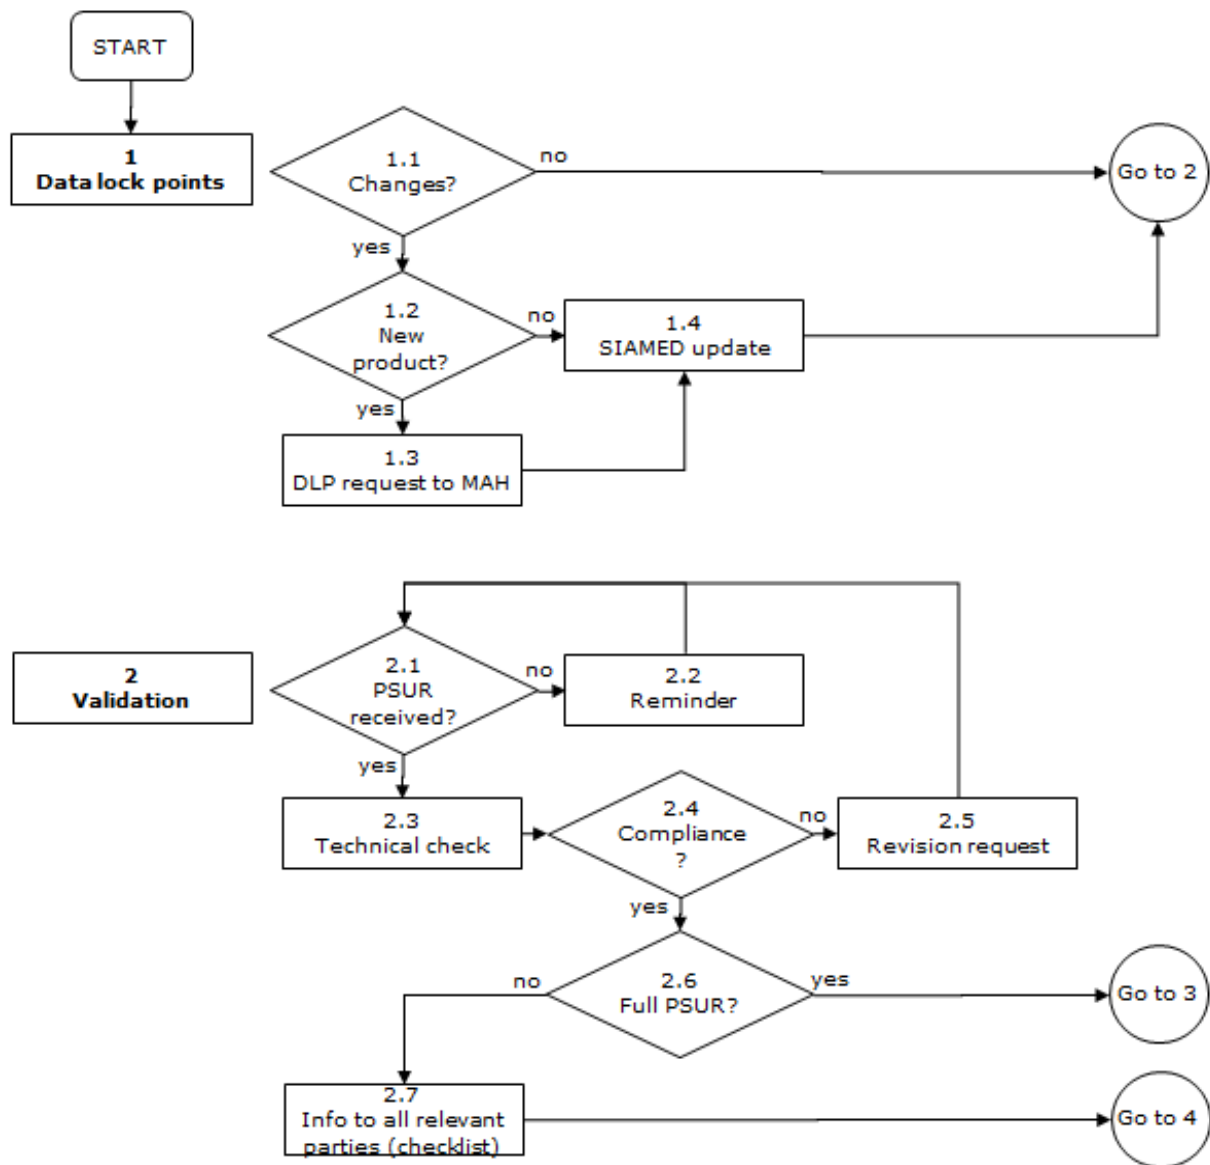 START
1
Data lock points
1.1
Changes?
no
Go to 2
yes
1.2
New
product?
no
1.4
SIAMED update
yes
1.3
DLP request to MAH
2
Validation
2.1
PSUR
received?
no
2.2
Reminder
yes
2.3
Technical check
2.4
Compliance
?
no
2.5
Revision request
yes
2.6
Full PSUR?
no
yes
Go to 3
2.7
Info to all relevant
parties (checklist)
Go to 4